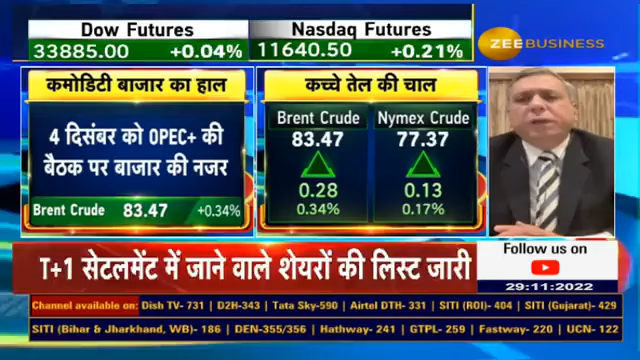 Dow Futures
33885.00 +0.04%
Nasdaq Futures
11640.50 +0.21%
ZEE BUSINESS
कमोडिटी बाजार का हाल
4 दिसंबर को OPEC+ की
बैठक पर बाजार की नजर
Brent Crude 83.47 +0.34%
कच्चे तेल की चाल
Brent Crude
83.47
0.28
0.34%
Nymex Crude
77.37
0.13
0.17%
T+1 सेटलमेंट में जाने वाले शेयरों की लिस्ट जारी
Follow us on
29:11:2022
Channel available on: Dish TV- 731 | D2H-343 | Tata Sky-590 | Airtel DTH- 331 | SITI (ROI)- 404 | SITI (Gujarat)- 429
SITI (Bihar & Jharkhand, WB)- 186 | DEN-355/356 | Hathway- 241 | GTPL- 259 | Fastway- 220 | UCN- 122